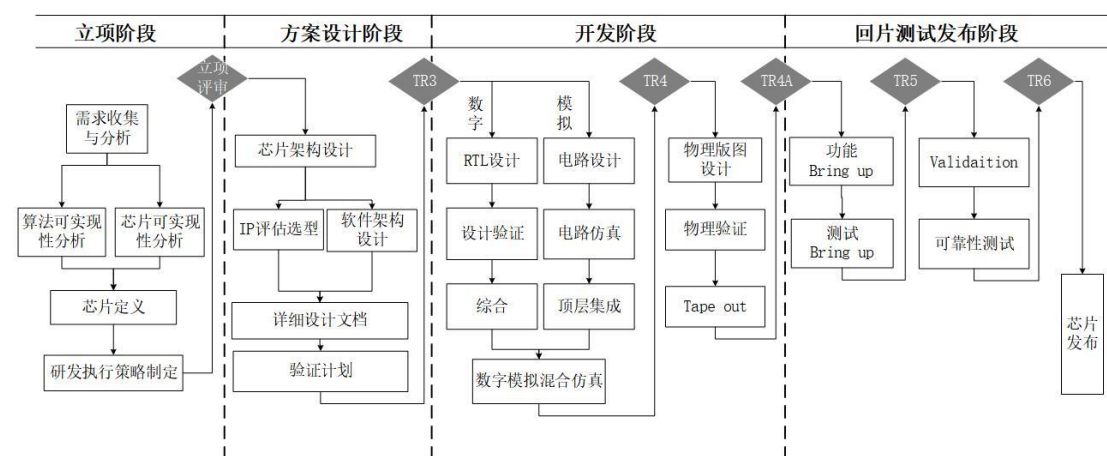 立项阶段
方案设计阶段
开发阶段
回片测试发布阶段
立项
评审
需求收集
与分析
算法可实现
性分析
芯片可实现
性分析
芯片定义
研发执行策略制定
芯片架构设计
IP评估选型
软件架构
设计
详细设计文档
验证计划
TR3
数
字
模
拟
RTL设计
电路设计
设计验证
电路仿真
综合
顶层集成
数字模拟混合仿真
TR4
物理版图
设计
物理验证
Tape out
TR4A
功能
Bring up
测试
Bring up
TR5
Validaition
可靠性测试
TR6
芯片
发布